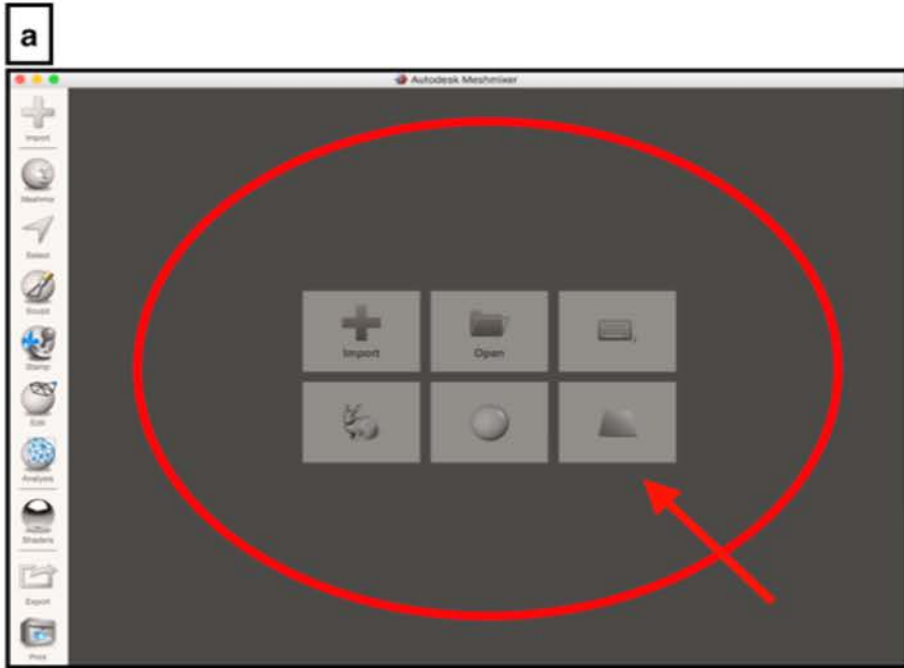 a
Autodesk Meshmixer
Import
Meshmix
Select
Sculpt
Stamp
Edit
Analysis
Shaders
Export
Print
Import
Open